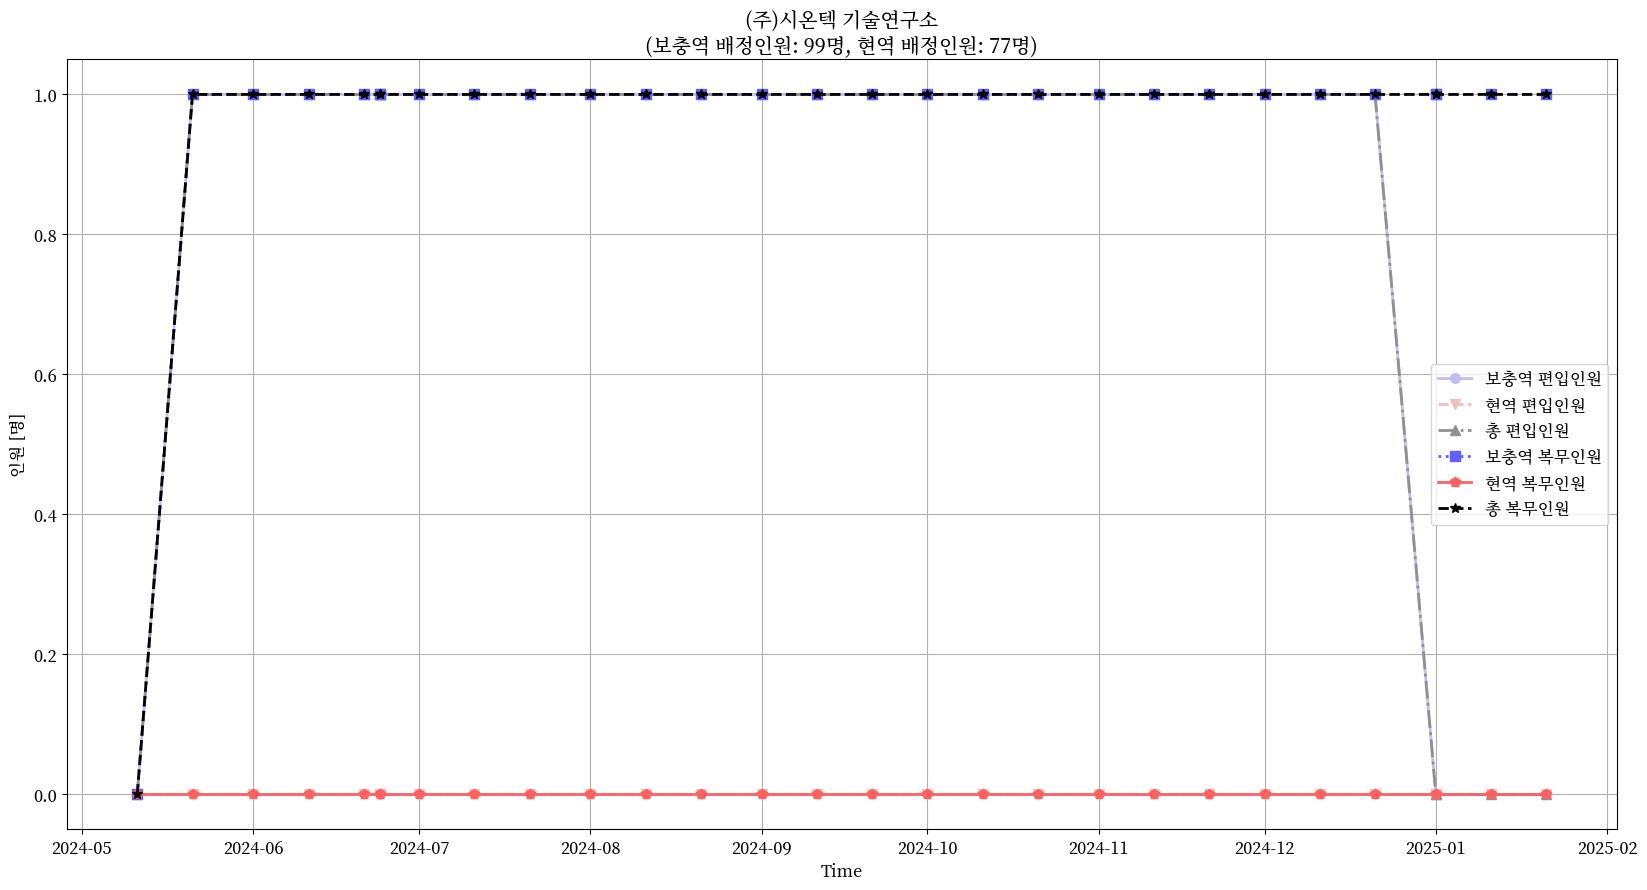 (주)시온텍 기술연구소
(보충역 배정인원: 99명, 현역 배정인원: 77명)
1.0
0.8
0.6
0.4
0.2
0.0
인원 [명]
보충역 편입인원
현역 편입인원
총 편입인원
보충역 복무인원
현역 복무인원
총 복무인원
2024-05 2024-06 2024-07 2024-08 2024-09 2024-10 2024-11 2024-12 2025-01 2025-02
Time